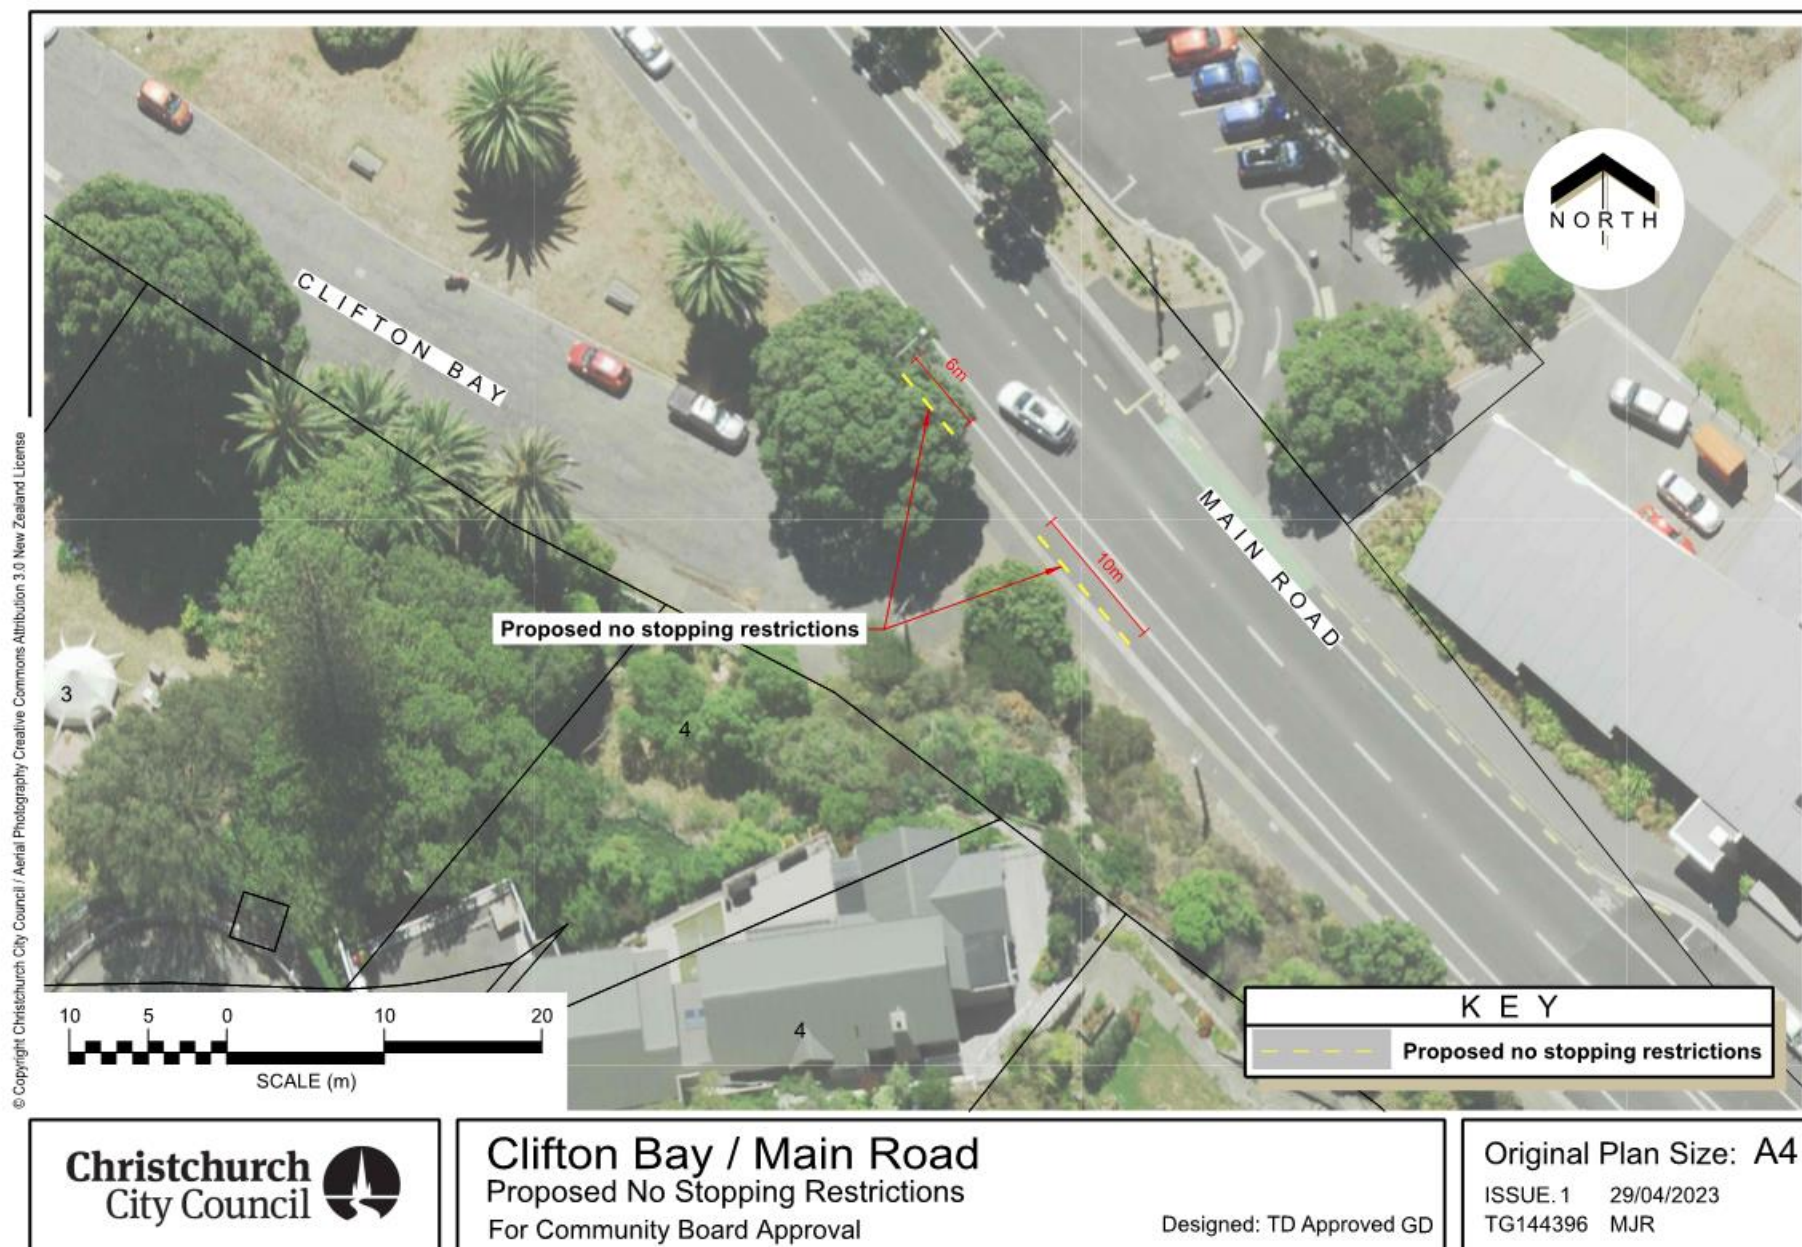 NORTH
CLIFTON BAY
6m
10m
MAIN ROAD
Proposed no stopping restrictions
3
4
4
© Copyright Christchurch City Council / Aerial Photography Creative Commons Attribution 3.0 New Zealand License
10 5 0 10 20
SCALE (m)
KEY
Proposed no stopping restrictions
Christchurch
City Council
Clifton Bay / Main Road
Proposed No Stopping Restrictions
For Community Board Approval
Designed: TD Approved GD
Original Plan Size: A4
ISSUE. 1 29/04/2023
TG144396 MJR